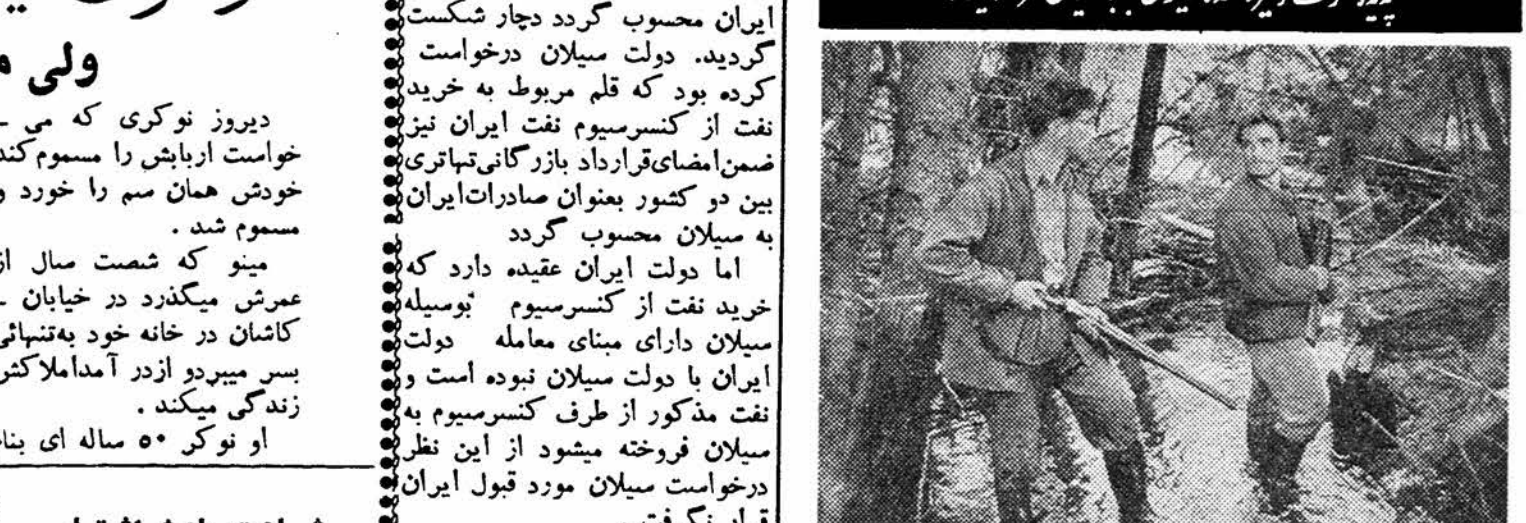 ایران محسوب گردد دچار شکست
گردید. دولت سیلان درخواست
کرده بود که قلم مربوط به خرید
نفت از کنسرسیوم نفت ایران نیز
ضمن‌امضای‌قرارداد بازرگانی‌تهاتری
بین دو کشور بعنوان صادرات‌ایران
به سیلان محسوب گردد
اما دولت ایران عقیده دارد که
خرید نفت از کنسرسیوم بوسیله
سیلان دارای مبنای معامله دولت
ایران با دولت سیلان نبوده است و
نفت مذکور از طرف کنسرسیوم به
سیلان فروخته میشود از این نظر
درخواست سیلان مورد قبول ایران
قرار نگرفت.
ولی
دیروز نوکری که می ـ
خواست اربابش را مسموم کند
خودش همان سم را خورد و
مسموم شد .
مینو که شصت سال از
عمرش میگذرد در خیابان ـ
کاشان در خانه خود به‌تنهائی
بسر میبردو ازدر آمداملاکش
زندگی میکند .
او نوکر ۵۰ ساله ای